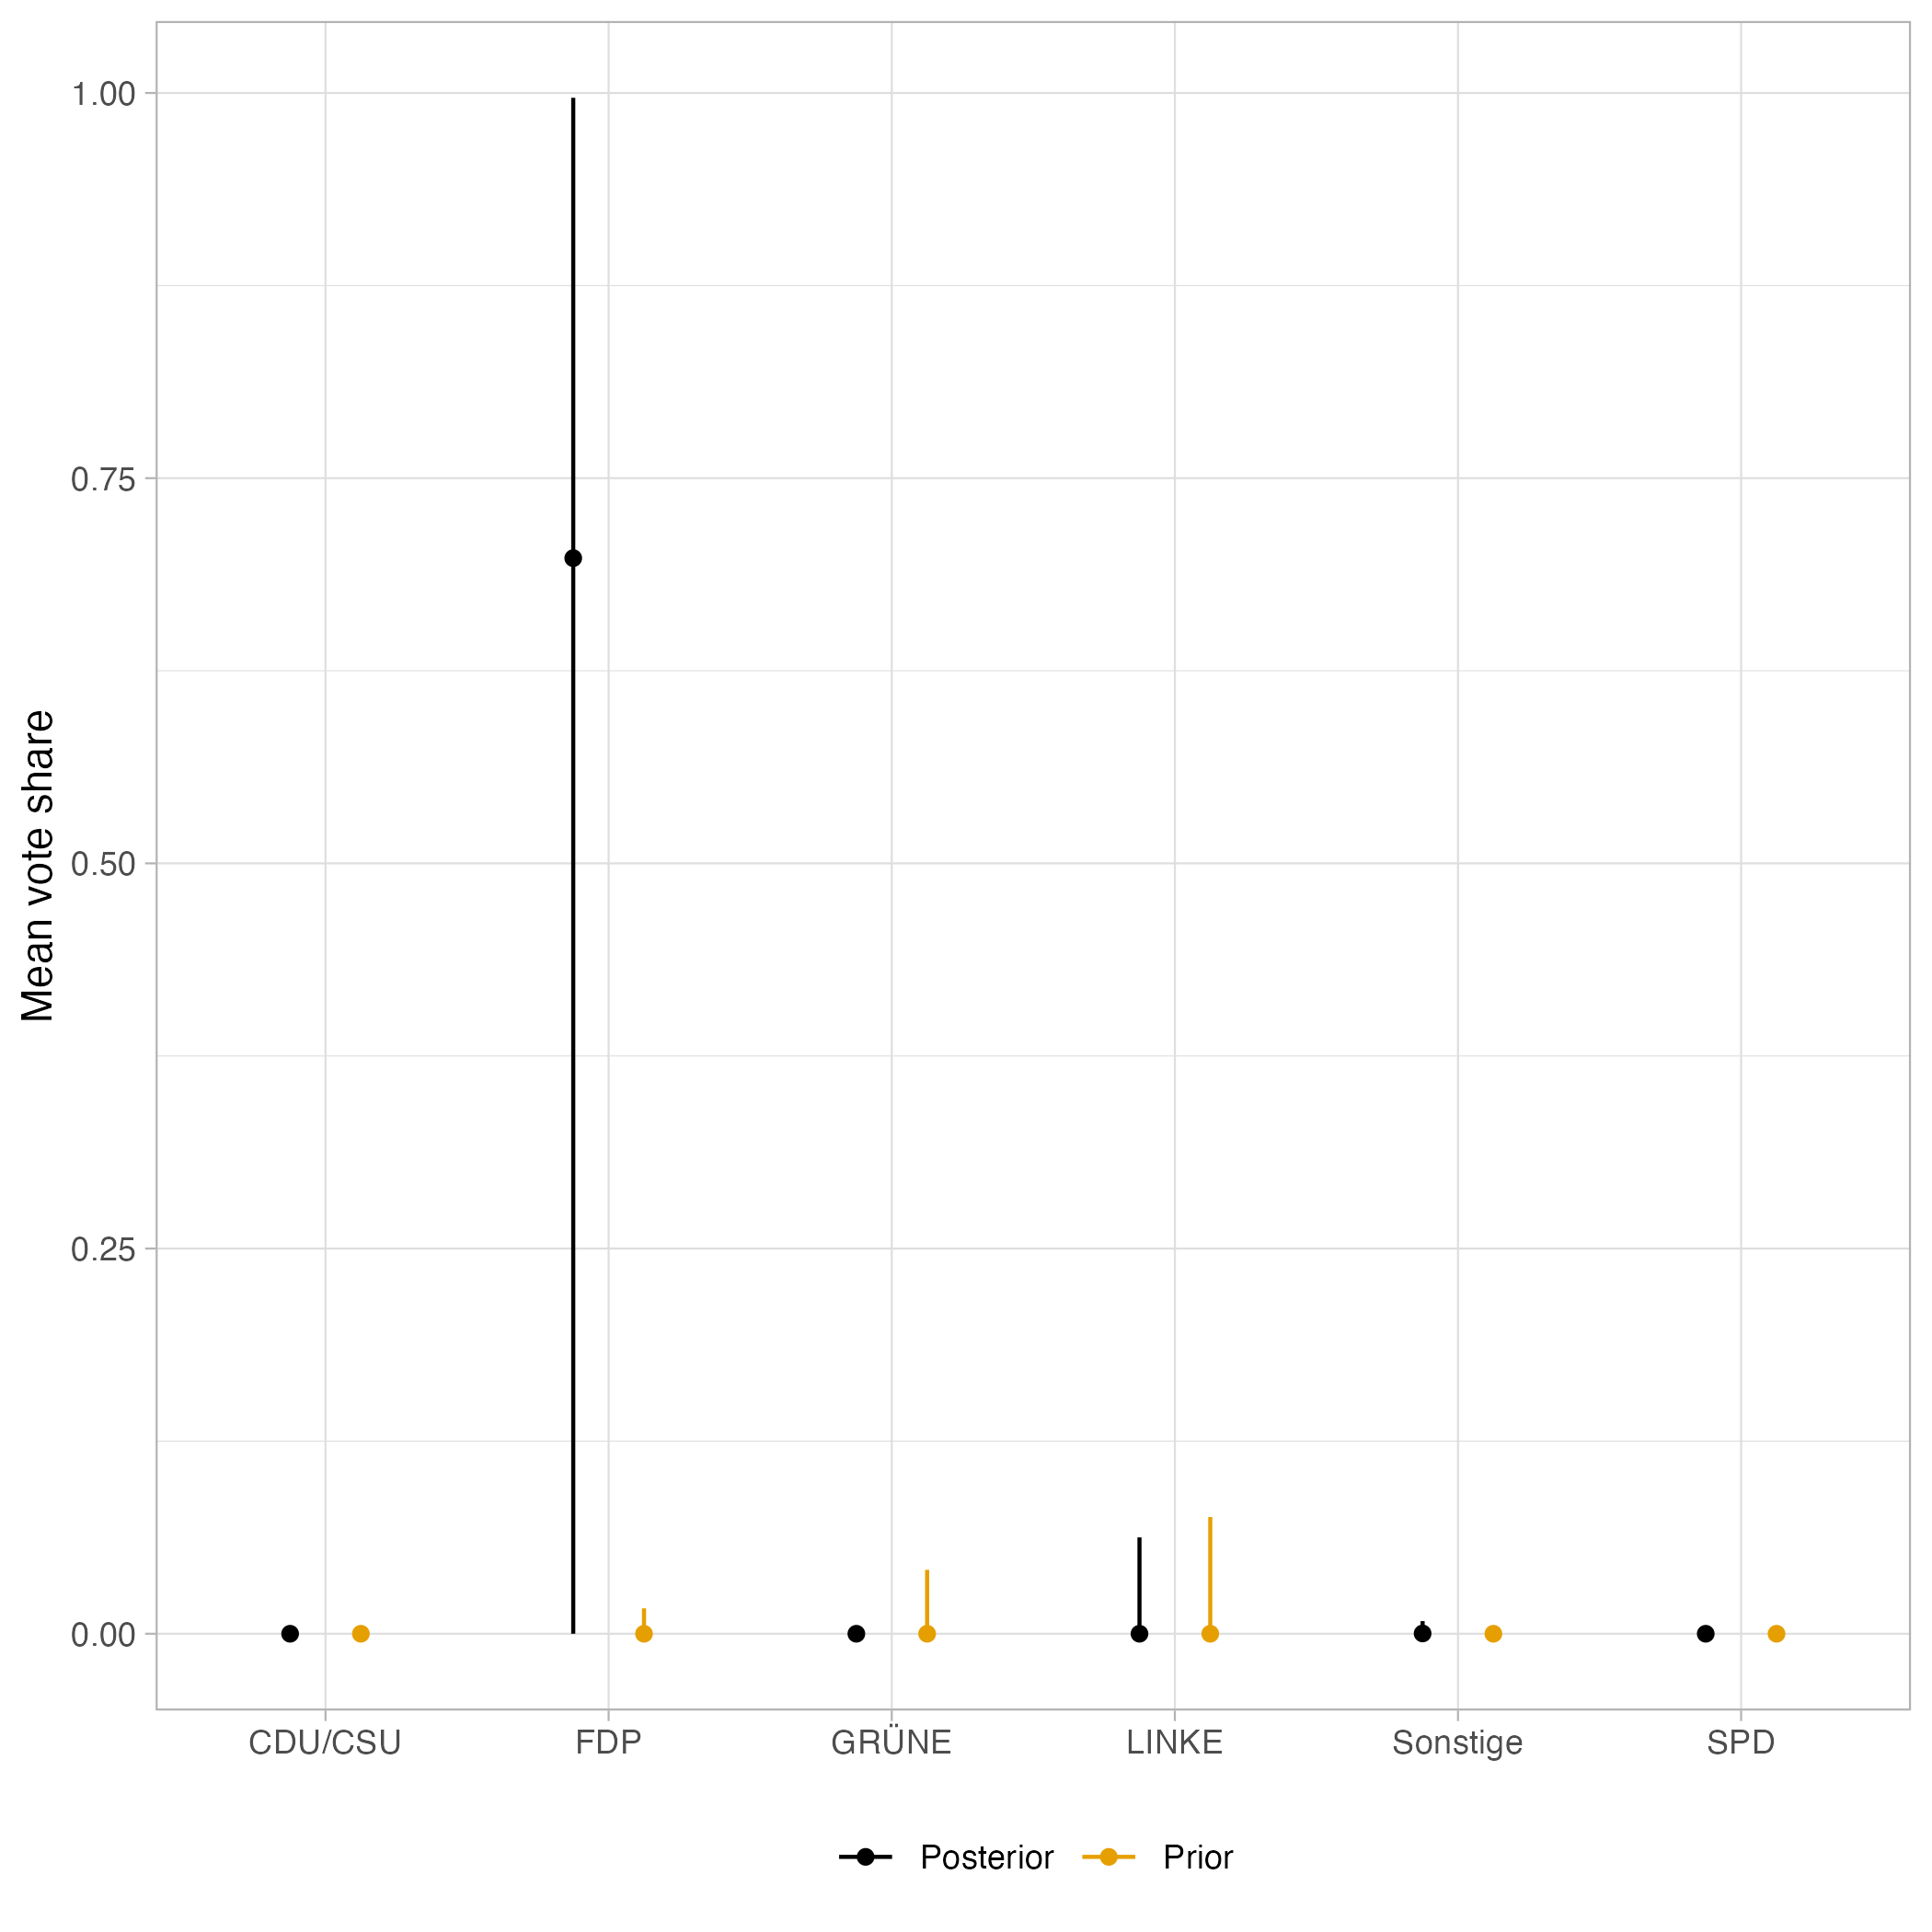 Mean vote share
1.00
0.75
0.50
0.25
0.00
CDU/CSU FDP GRÜNE LINKE Sonstige SPD
Posterior Prior